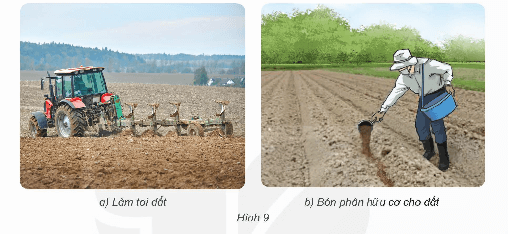 a) Làm tơi đất
b) Bón phân hữu cơ cho đất
Hình 9